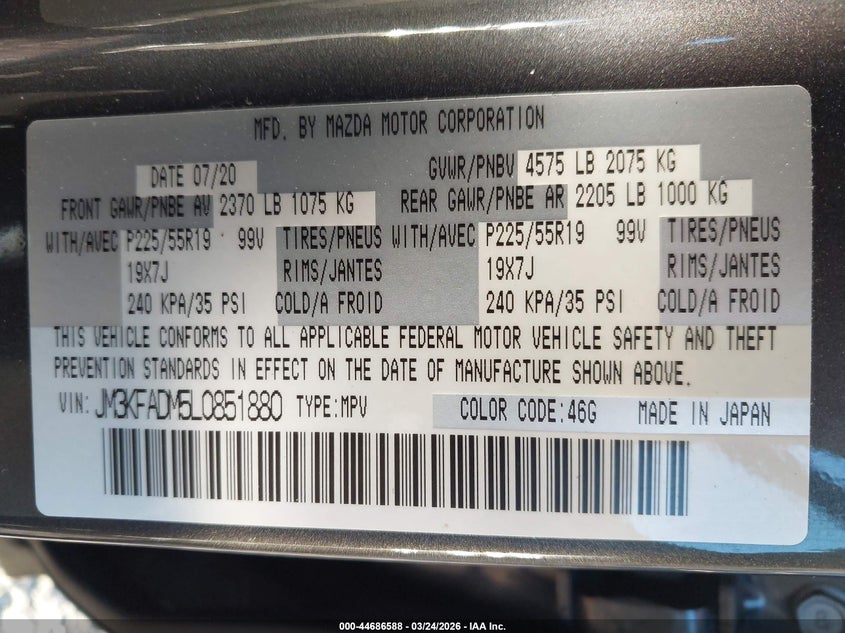 MFD. BY MAZDA MOTOR CORPORATION
DATE 07/20 GVWR/PNBV 4575 LB 2075 KG
FRONT GAWR/PNBE AV 2370 LB 1075 KG REAR GAWR/PNBE AR 2205 LB 1000 KG
WITH/AVEC P225/55R19 99V TIRES/PNEUS WITH/AVEC P225/55R19 99V TIRES/PNEUS
19X7J RIMS/JANTES 19X7J RIMS/JANTES
240 KPA/35 PSI COLD/A FROID 240 KPA/35 PSI COLD/A FROID
THIS VEHICLE CONFORMS TO ALL APPLICABLE FEDERAL MOTOR VEHICLE SAFETY AND THEFT
PREVENTION STANDARDS IN EFFECT ON THE DATE OF MANUFACTURE SHOWN ABOVE.
VIN: JM3KFADM5L0851880 TYPE:MPV COLOR CODE:46G MADE IN JAPAN
000-44686588 - 03/24/2026 - IAA Inc.